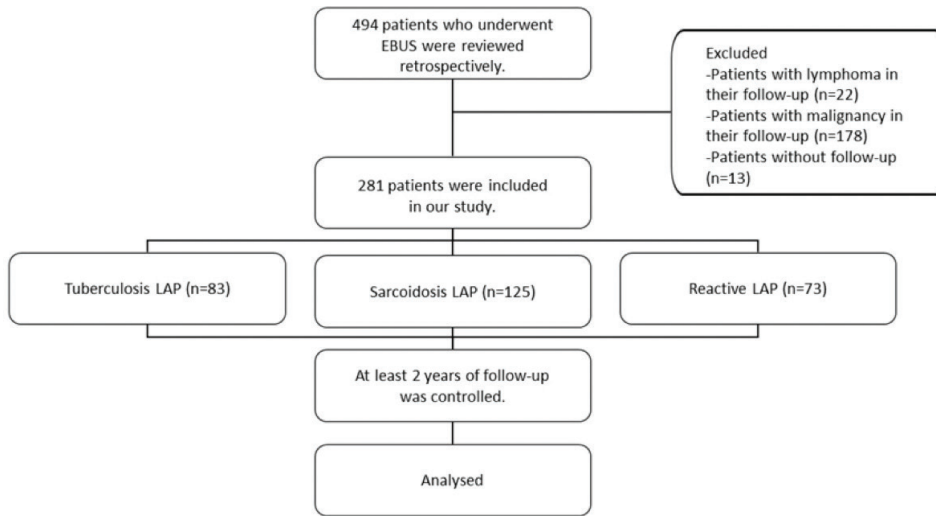 494 patients who underwent
EBUS were reviewed
retrospectively.
Excluded
-Patients with lymphoma in
their follow-up (n=22)
-Patients with malignancy in
their follow-up (n=178)
-Patients without follow-up
(n=13)
281 patients were included
in our study.
Tuberculosis LAP (n=83)
Sarcoidosis LAP (n=125)
Reactive LAP (n=73)
At least 2 years of follow-up
was controlled.
Analysed